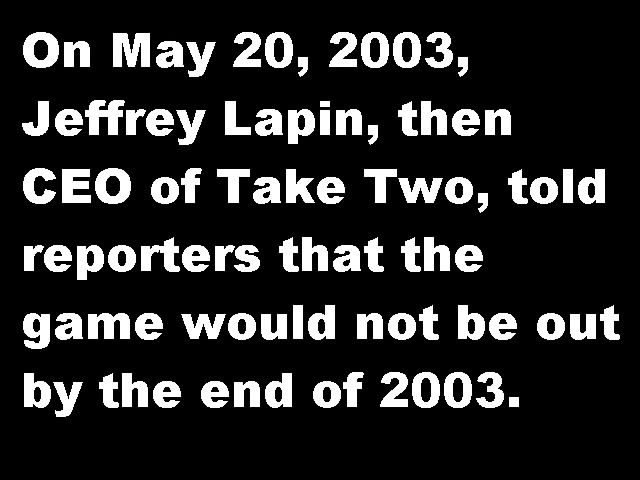 On May 20, 2003,
Jeffrey Lapin, then
CEO of Take Two, told
reporters that the
game would not be out
by the end of 2003.